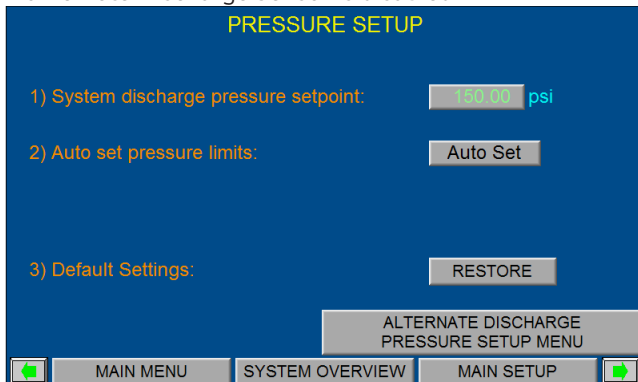 PRESSURE SETUP
1) System discharge pressure setpoint: 150.00 psi
2) Auto set pressure limits: Auto Set
3) Default Settings: RESTORE
ALTERNATE DISCHARGE
PRESSURE SETUP MENU
MAIN MENU SYSTEM OVERVIEW MAIN SETUP